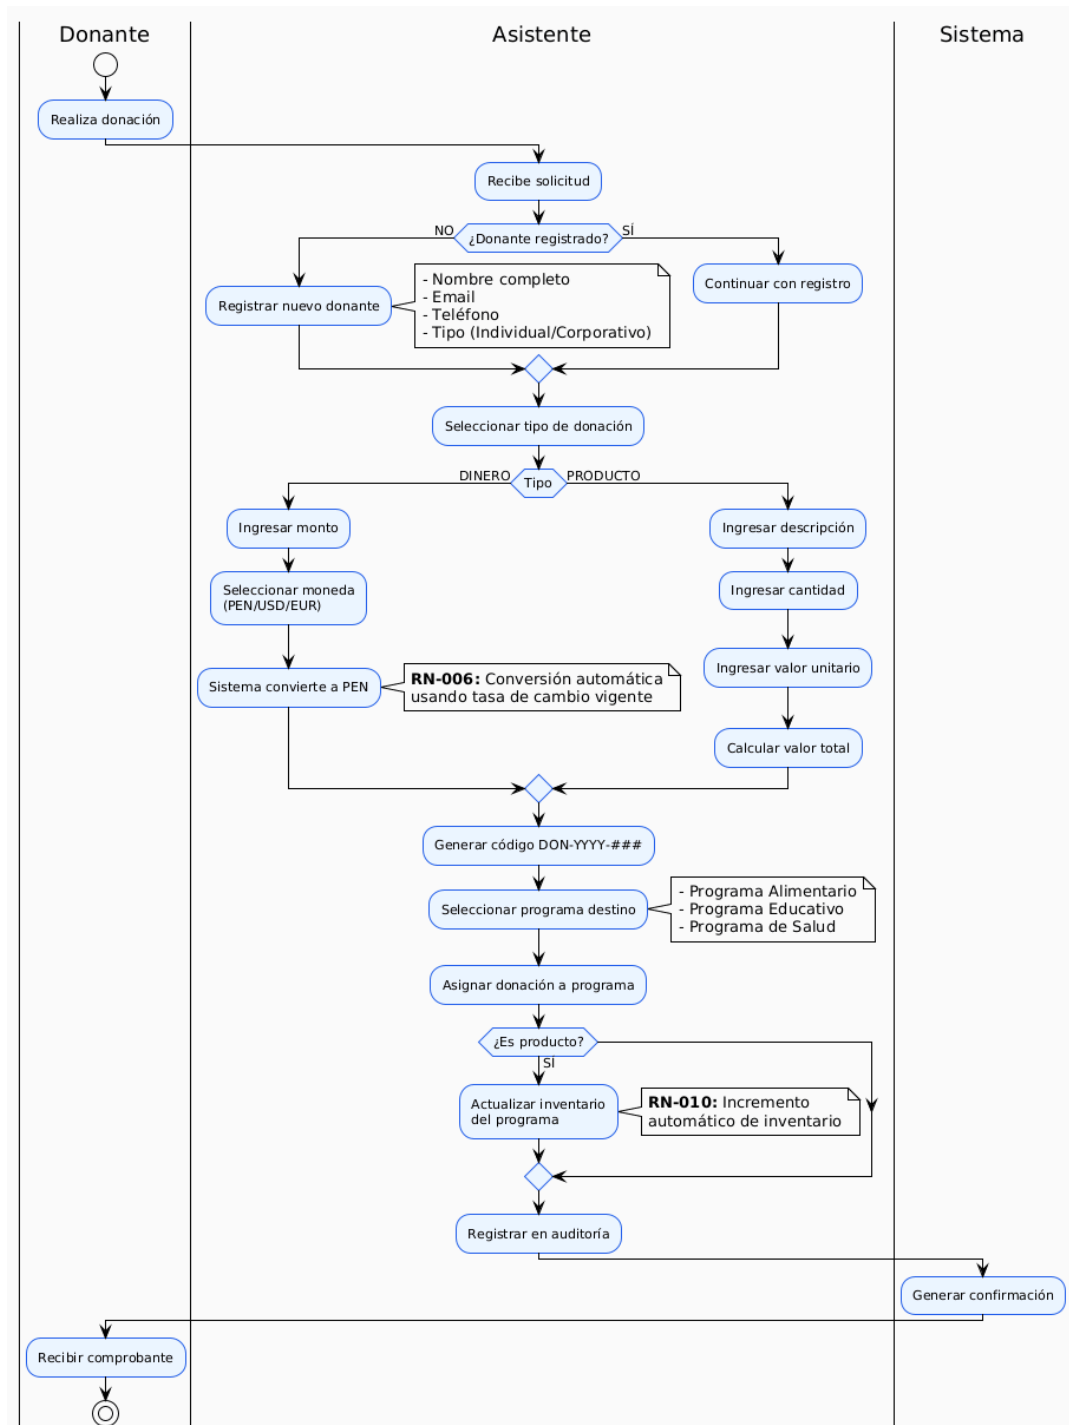 Donante
Asistente
Sistema
Realiza donación
Recibe solicitud
NO
¿Donante registrado?
SÍ
Registrar nuevo donante
- Nombre completo
- Email
- Teléfono
- Tipo (Individual/Corporativo)
Continuar con registro
Seleccionar tipo de donación
DINERO
Tipo
PRODUCTO
Ingresar monto
Seleccionar moneda
(PEN/USD/EUR)
Sistema convierte a PEN
RN-006: Conversión automática
usando tasa de cambio vigente
Ingresar descripción
Ingresar cantidad
Ingresar valor unitario
Calcular valor total
Generar código DON-YYYY-###
Seleccionar programa destino
- Programa Alimentario
- Programa Educativo
- Programa de Salud
Asignar donación a programa
¿Es producto?
SÍ
Actualizar inventario
del programa
RN-010: Incremento
automático de inventario
Registrar en auditoría
Generar confirmación
Recibir comprobante